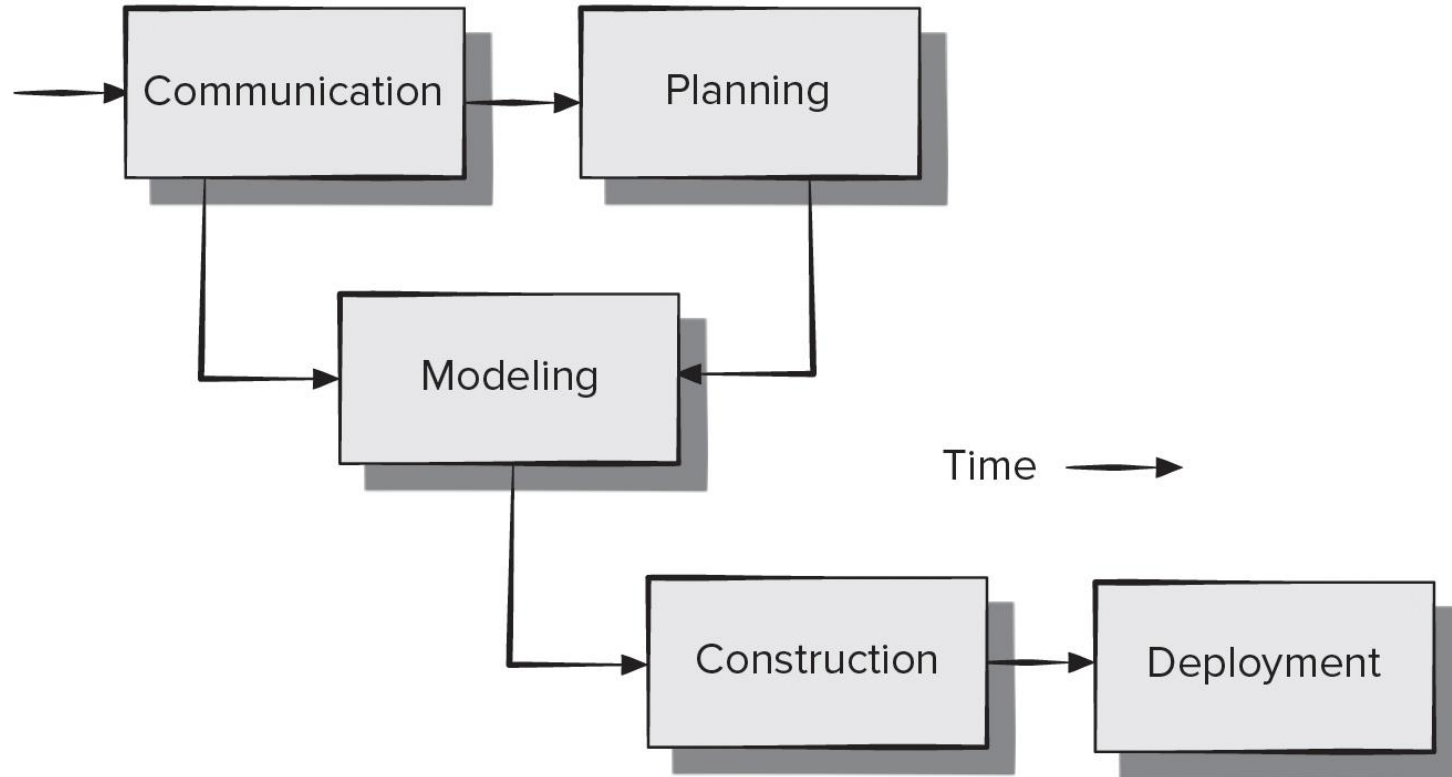 Communication
Planning
Modeling
Time
Construction
Deployment